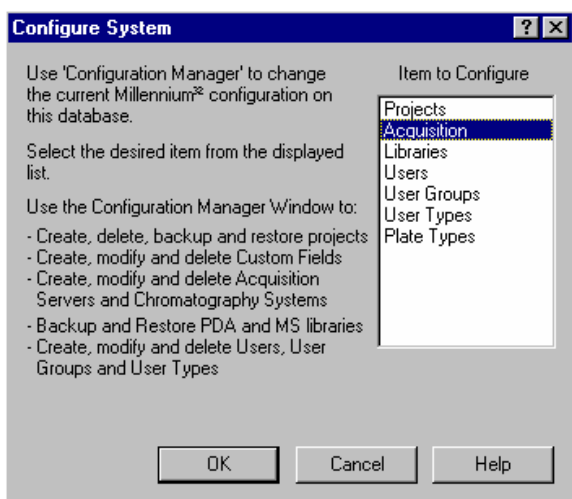 Configure System
Use 'Configuration Manager' to change
the current Millennium³² configuration on
this database.
Select the desired item from the displayed
list.
Use the Configuration Manager Window to:
- Create, delete, backup and restore projects
- Create, modify and delete Custom Fields
- Create, modify and delete Acquisition
Servers and Chromatography Systems
- Backup and Restore PDA and MS libraries
- Create, modify and delete Users, User
Groups and User Types
Item to Configure
Projects
Acquisition
Libraries
Users
User Groups
User Types
Plate Types
OK
Cancel
Help